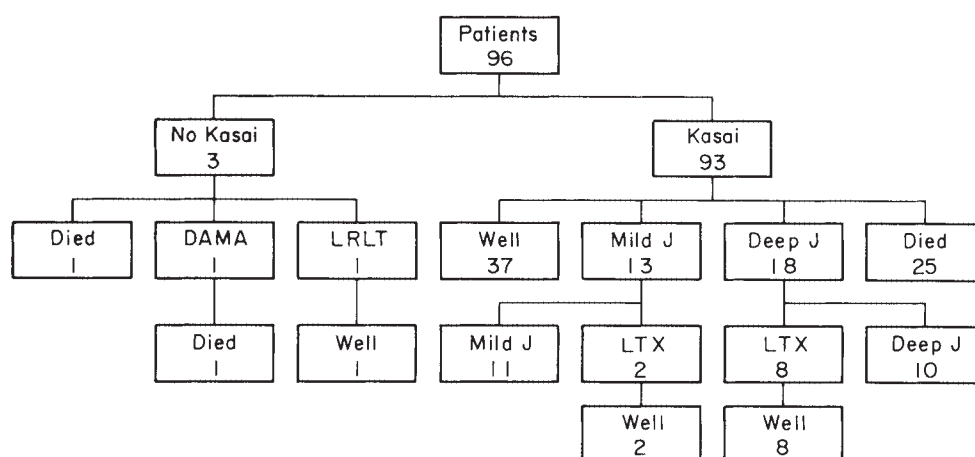 Patients
96
No Kasai
3
Kasai
93
Died
1
DAMA
1
LRLT
1
Well
37
Mild J
13
Deep J
18
Died
25
Died
1
Well
1
Mild J
11
LTX
2
LTX
8
Deep J
10
Well
2
Well
8